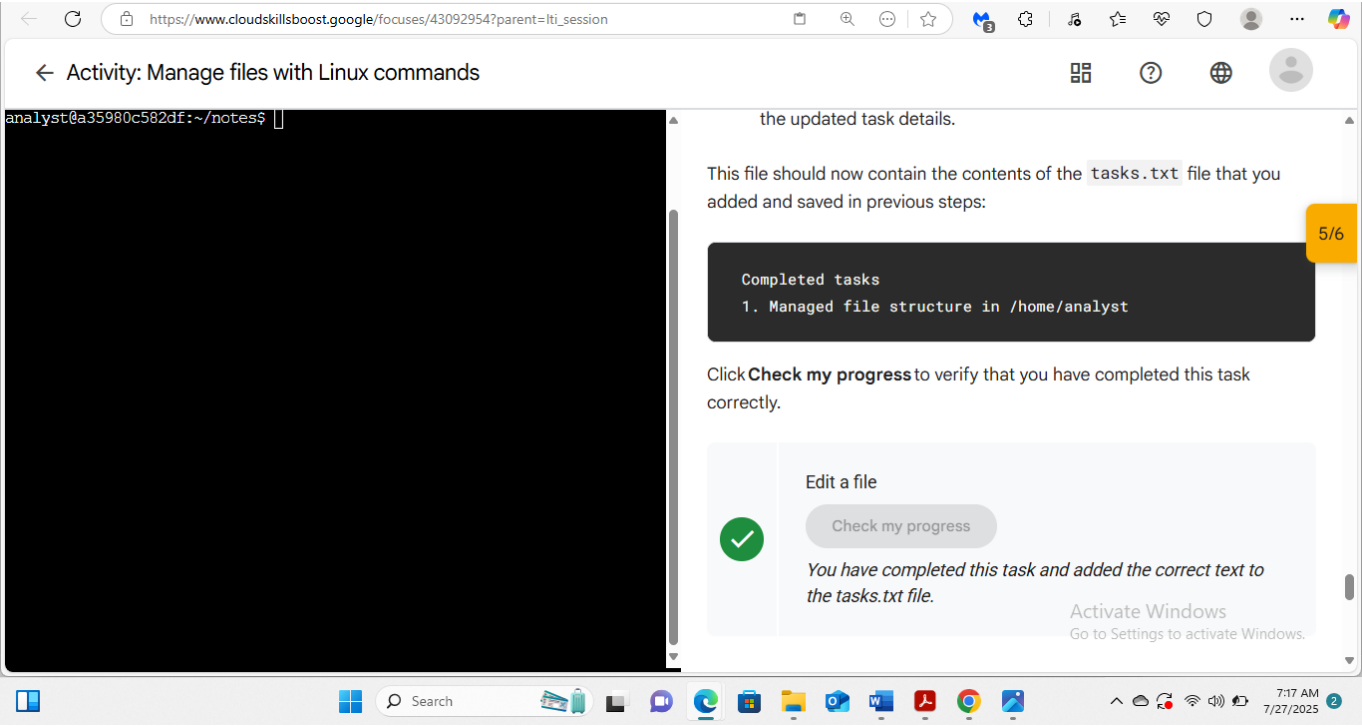 https://www.cloudskillsboost.google/focuses/43092954?parent=lti_session
3
Activity: Manage files with Linux commands
analyst@a35980c582df:~/notes$
the updated task details.
This file should now contain the contents of the tasks.txt file that you
added and saved in previous steps:
5/6
Completed tasks
1. Managed file structure in /home/analyst
Click Check my progress to verify that you have completed this task
correctly.
Edit a file
Check my progress
You have completed this task and added the correct text to
the tasks.txt file.
Activate Windows
Go to Settings to activate Windows.
Search
7:17 AM
7/27/2025
2